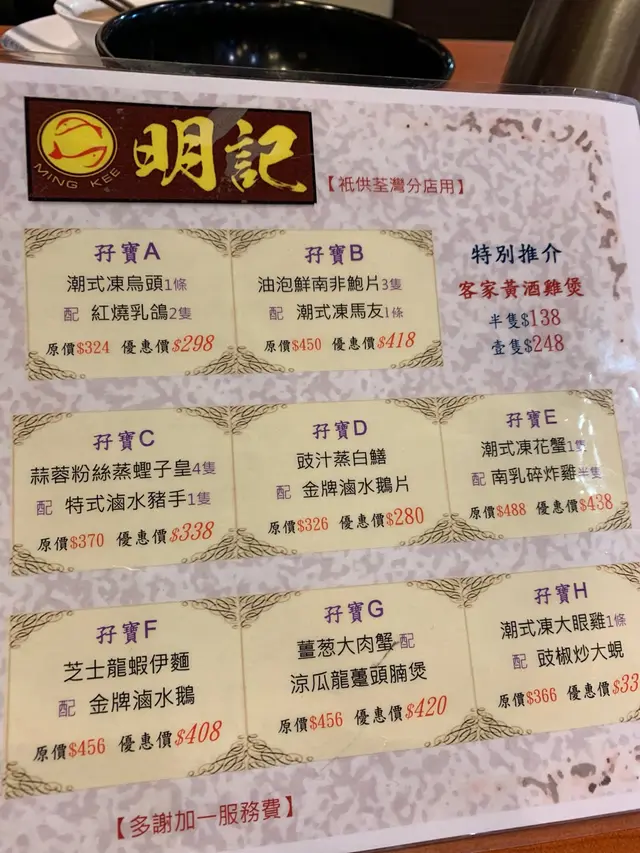 MING KEE
明記
【祇供荃灣分店用】
孖寶A
潮式凍烏頭1條
配 紅燒乳鴿2隻
原價$324 優惠價$298
孖寶B
油泡鮮南非鮑片3隻
配 潮式凍馬友1條
原價$450 優惠價$418
特別推介
客家黃酒雞煲
半隻$138
壹隻$248
孖寶C
蒜蓉粉絲蒸蟶子皇4隻
配 特式滷水豬手1隻
原價$370 優惠價$338
孖寶D
豉汁蒸白鱔
配 金牌滷水鵝片
原價$326 優惠價$280
孖寶E
潮式凍花蟹1隻
配 南乳碎炸雞半隻
原價$488 優惠價$438
孖寶F
芝士龍蝦伊麵
配 金牌滷水鵝
原價$456 優惠價$408
孖寶G
薑葱大肉蟹 配
涼瓜龍躉頭腩煲
原價$456 優惠價$420
孖寶H
潮式凍大眼雞1條
配 豉椒炒大蜆
原價$366 優惠價$33
【多謝加一服務費】